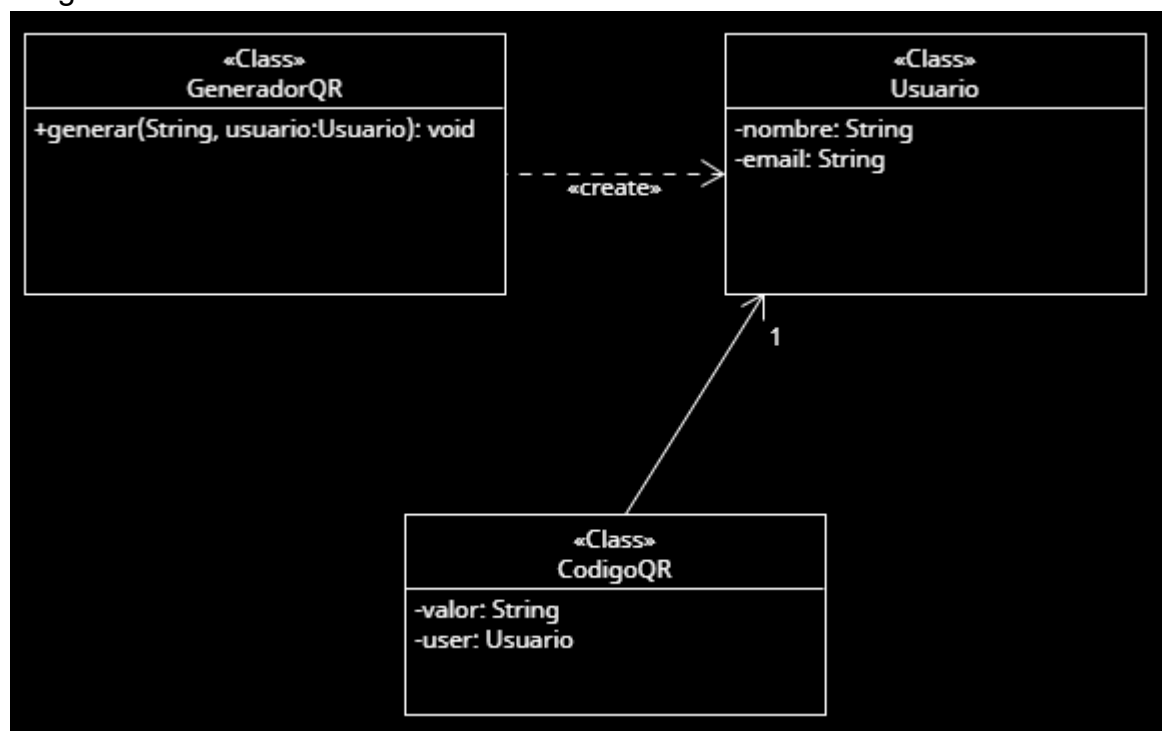 «Class»
GeneradorQR
+generar(String, usuario:Usuario): void
«create»
«Class»
Usuario
-nombre: String
-email: String
1
«Class»
CodigoQR
-valor: String
-user: Usuario